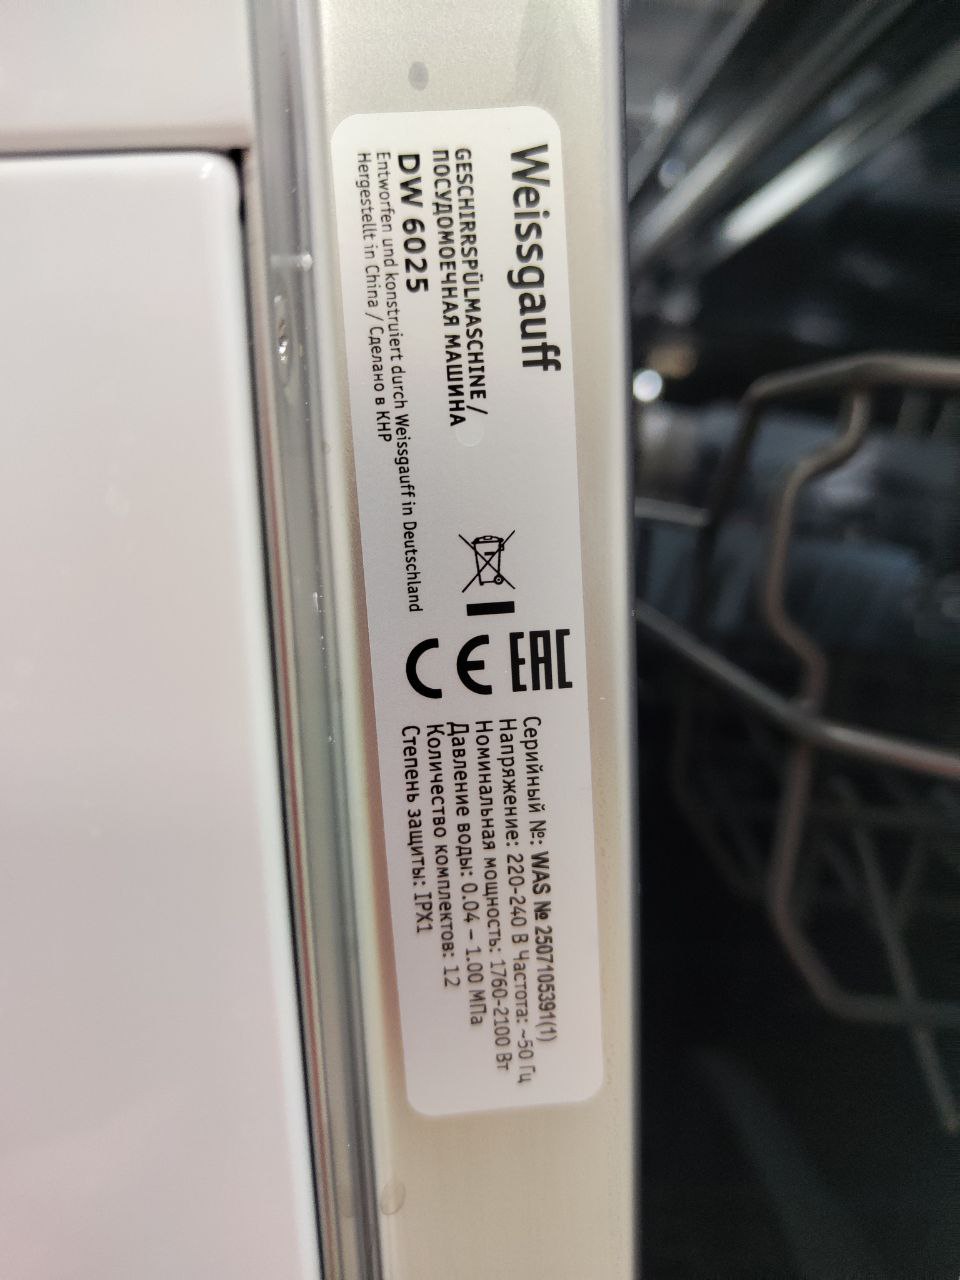 Weissgauff
GESCHIRRSPÜLMASCHINE /
ПОСУДОМОЕЧНАЯ МАШИНА
DW 6025
Entworfen und konstruiert durch Weissgauff in Deutschland
Hergestellt in China / Сделано в КНР
EAC
CE
Серийный №: WAS № 2507105391(1)
Напряжение: 220-240 В Частота: ~50 Гц
Номинальная мощность: 1760-2100 Вт
Давление воды: 0.04 – 1.00 МПа
Количество комплектов: 12
Степень защиты: IPX1